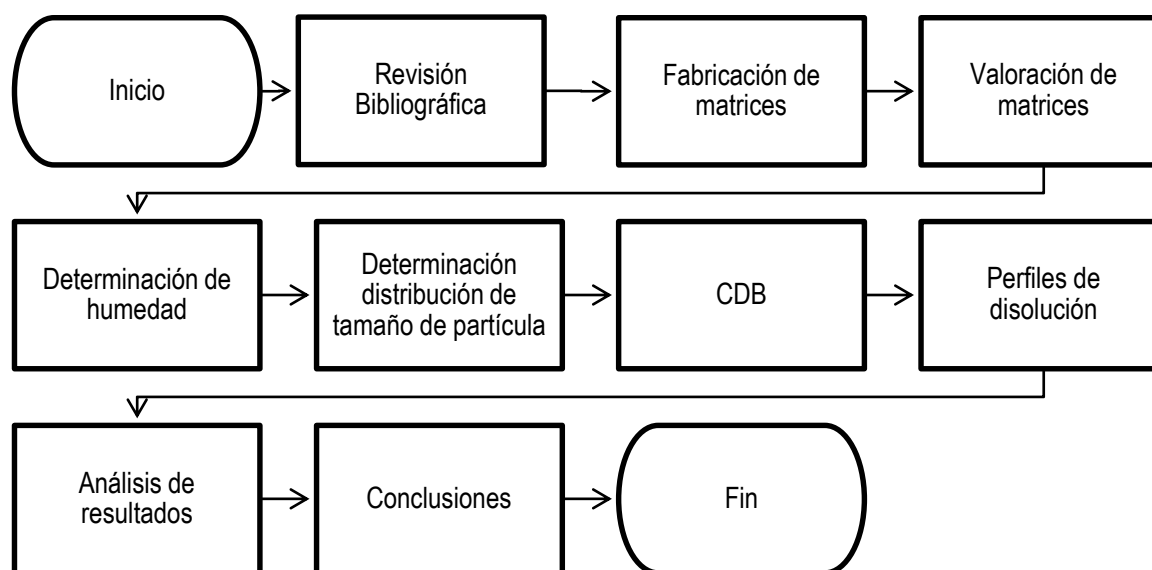 Inicio
Revisión
Bibliográfica
Fabricación de
matrices
Valoración de
matrices
Determinación de
humedad
Determinación
distribución de
tamaño de partícula
CDB
Perfiles de
disolución
Análisis de
resultados
Conclusiones
Fin